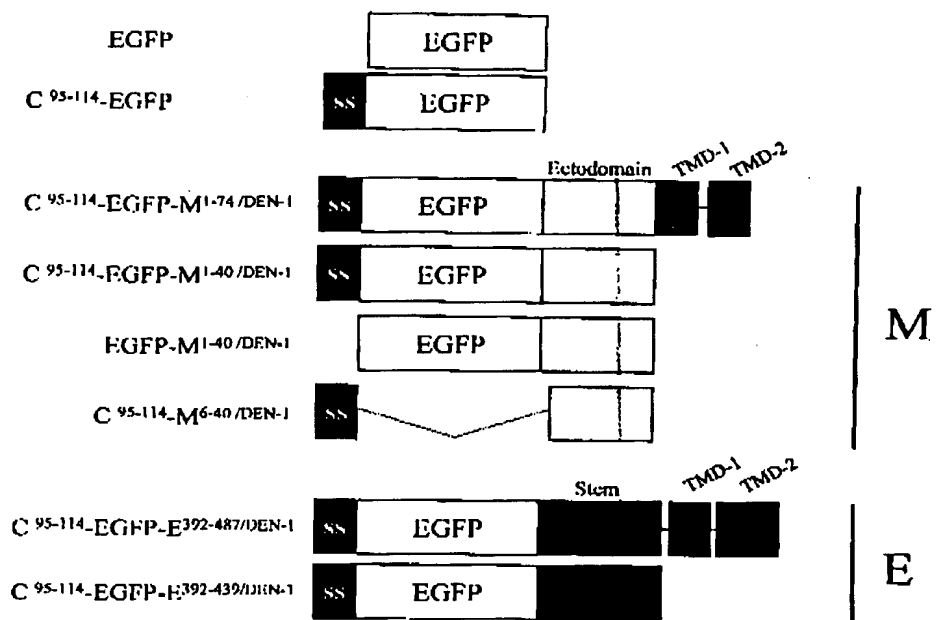 EGFP EGFP
C 95-114-EGFP SS EGFP
Ectodomain TMD-1 TMD-2
C 95-114-EGFP-M1-74/DEN-1 SS EGFP
C 95-114-EGFP-M1-40/DEN-1 SS EGFP
EGFP-M1-40/DEN-1 EGFP
M
C 95-114-M6-40/DEN-1 SS
Stem TMD-1 TMD-2
C 95-114-EGFP-E392-487/DEN-1 SS EGFP
E
C 95-114-EGFP-E392-439/DEN-1 SS EGFP